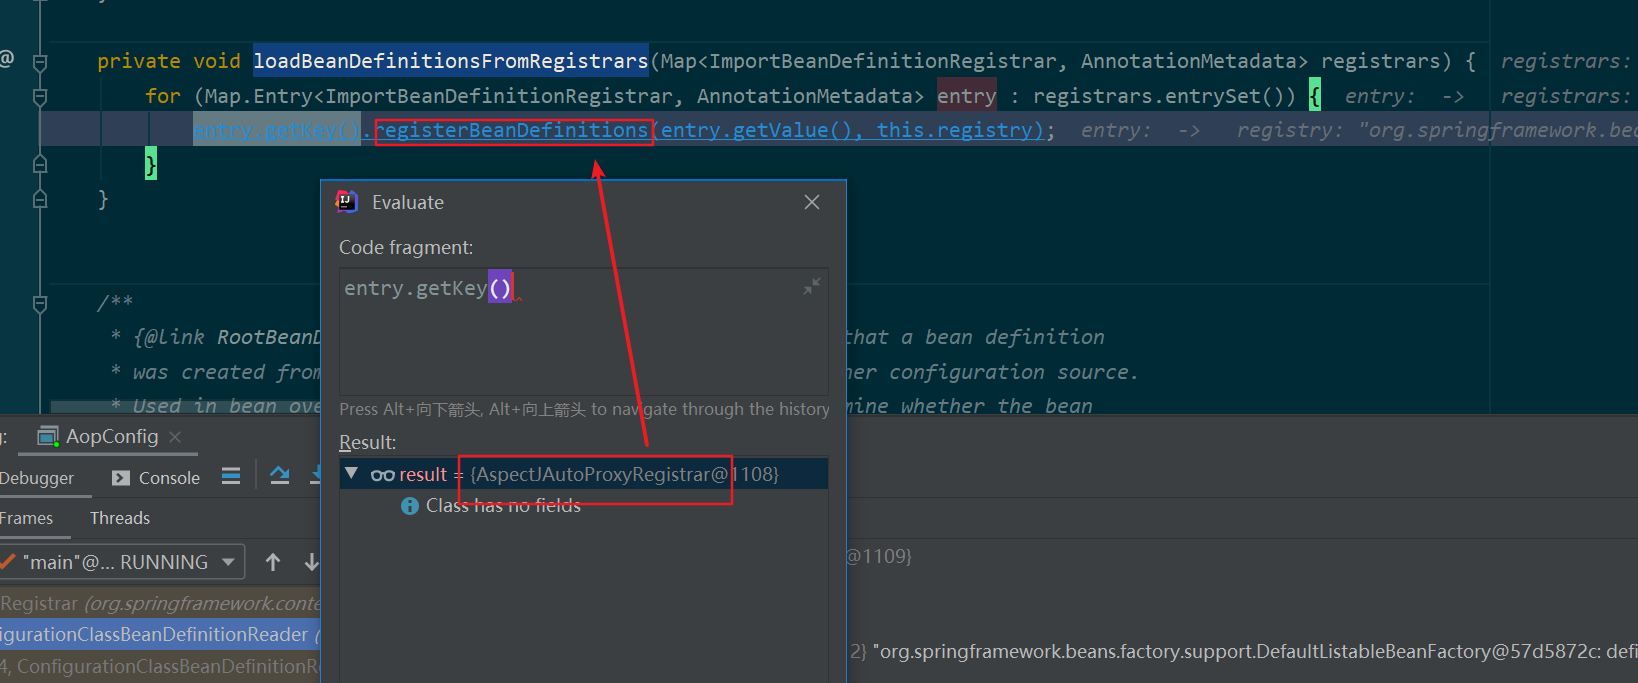 @
private void loadBeanDefinitionsFromRegistrars(Map<ImportBeanDefinitionRegistrar, AnnotationMetadata> registrars) { registrars:
for (Map.Entry<ImportBeanDefinitionRegistrar, AnnotationMetadata> entry : registrars.entrySet()) { entry: -> registrars:
entry.getKey().registerBeanDefinitions(entry.getValue(), this.registry); entry: -> registry: "org.springframework.bea
}
}
/**
* {@link RootBeanD
that a bean definition
* was created from
her configuration source.
* Used in bean ove
mine whether the bean
Evaluate
Code fragment:
entry.getKey()
Press Alt+向下箭头, Alt+向上箭头 to navigate through the history
Result:
result = {AspectJAutoProxyRegistrar@1108}
Class has no fields
g: AopConfig
Debugger Console
Frames Threads
"main"@... RUNNING
@1109}
Registrar (org.springframework.conte
igurationClassBeanDefinitionReader (
2} "org.springframework.beans.factory.support.DefaultListableBeanFactory@57d5872c: defi
4, ConfigurationClassBeanDefinitionR